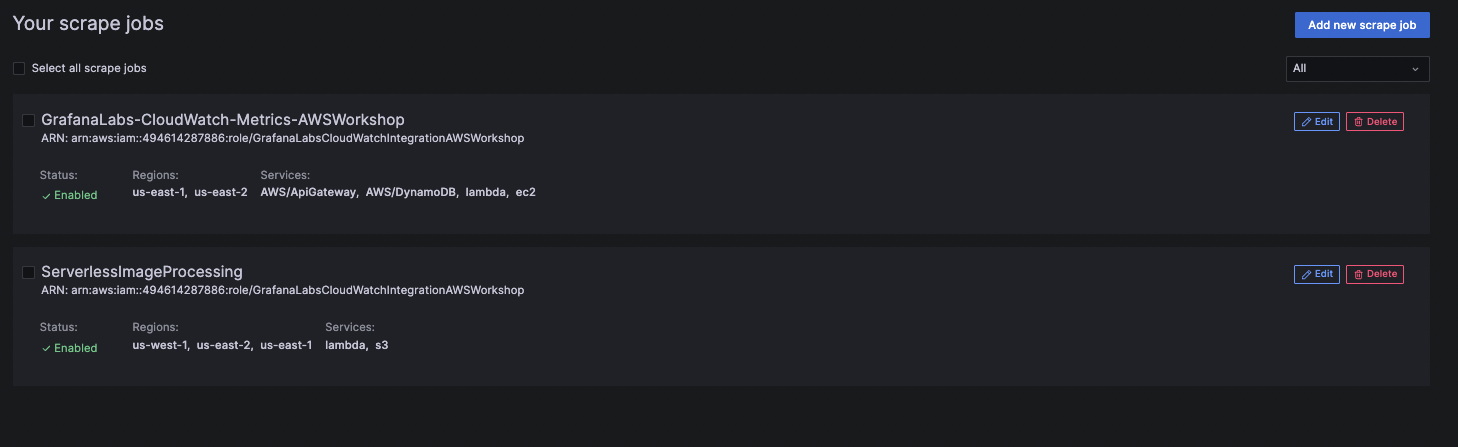 Your scrape jobs
Add new scrape job
Select all scrape jobs
All
GrafanaLabs-CloudWatch-Metrics-AWSWorkshop
Edit
Delete
ARN: arn:aws:iam::494614287886:role/GrafanaLabsCloudWatchIntegrationAWSWorkshop
Status: Regions: Services:
Enabled us-east-1, us-east-2 AWS/ApiGateway, AWS/DynamoDB, lambda, ec2
ServerlessImageProcessing
Edit
Delete
ARN: arn:aws:iam::494614287886:role/GrafanaLabsCloudWatchIntegrationAWSWorkshop
Status: Regions: Services:
Enabled us-west-1, us-east-2, us-east-1 lambda, s3